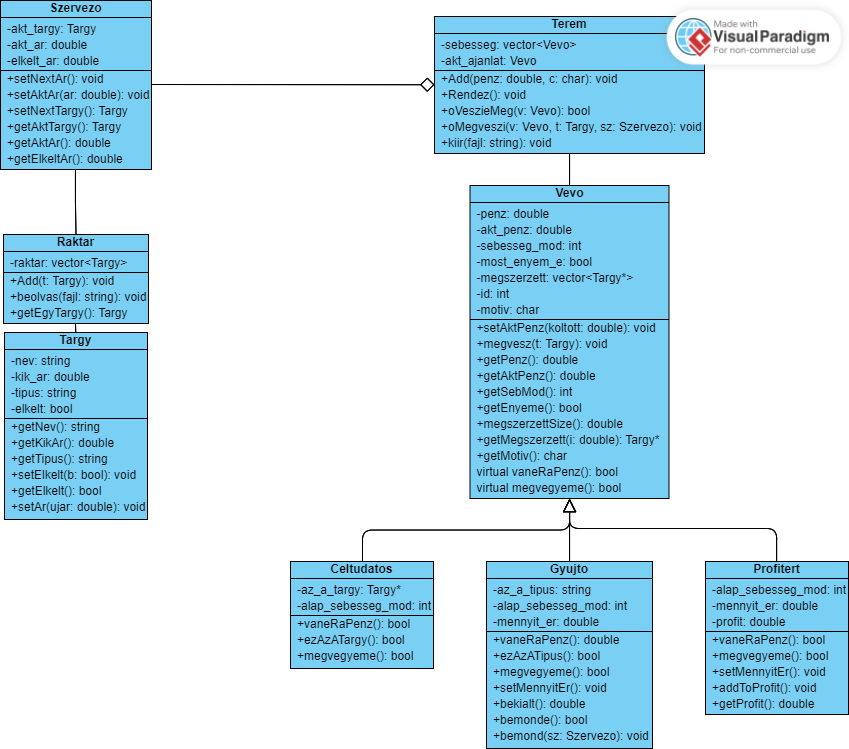 Szervezo
-akt_targy: Targy
-akt_ar: double
-elkelt_ar: double
+setNextAr(): void
+setAktAr(ar: double): void
+setNextTargy(): Targy
+getAktTargy(): Targy
+getAktAr(): double
+getElkeltAr(): double
Terem
-sebesseg: vector<Vevo>
-akt_ajanlat: Vevo
+Add(penz: double, c: char): void
+Rendez(): void
+oVeszieMeg(v: Vevo): bool
+oMegveszi(v: Vevo, t: Targy, sz: Szervezo): void
+kiir(fajl: string): void
Made with
Visual Paradigm
For non-commercial use
Raktar
-raktar: vector<Targy>
+Add(t: Targy): void
+beolvas(fajl: string): void
+getEgyTargy(): Targy
Targy
-nev: string
-kik_ar: double
-tipus: string
-elkelt: bool
+getNev(): string
+getKikAr(): double
+getTipus(): string
+setElkelt(b: bool): void
+getElkelt(): bool
+setAr(ujar: double): void
Vevo
-penz: double
-akt_penz: double
-sebesseg_mod: int
-most_enyem_e: bool
-megszerzett: vector<Targy*>
-id: int
-motiv: char
+setAktPenz(koltott: double): void
+megvesz(t: Targy): void
+getPenz(): double
+getAktPenz(): double
+getSebMod(): int
+getEnyeme(): bool
+megszerzettSize(): double
+getMegszerzett(i: double): Targy*
+getMotiv(): char
virtual vaneRaPenz(): bool
virtual megvegyeme(): bool
Celtudatos
-az_a_targy: Targy*
-alap_sebesseg_mod: int
+vaneRaPenz(): bool
+ezAzATargy(): bool
+megvegyeme(): bool
Gyujto
-az_a_tipus: string
-alap_sebesseg_mod: int
-mennyit_er: double
+vaneRaPenz(): double
+ezAzATipus(): bool
+megvegyeme(): bool
+setMennyitEr(): void
+bekialt(): double
+bemonde(): bool
+bemond(sz: Szervezo): void
Profitert
-alap_sebesseg_mod: int
-mennyit_er: double
-profit: double
+vaneRaPenz(): bool
+megvegyeme(): bool
+setMennyitEr(): void
+addToProfit(): void
+getProfit(): double